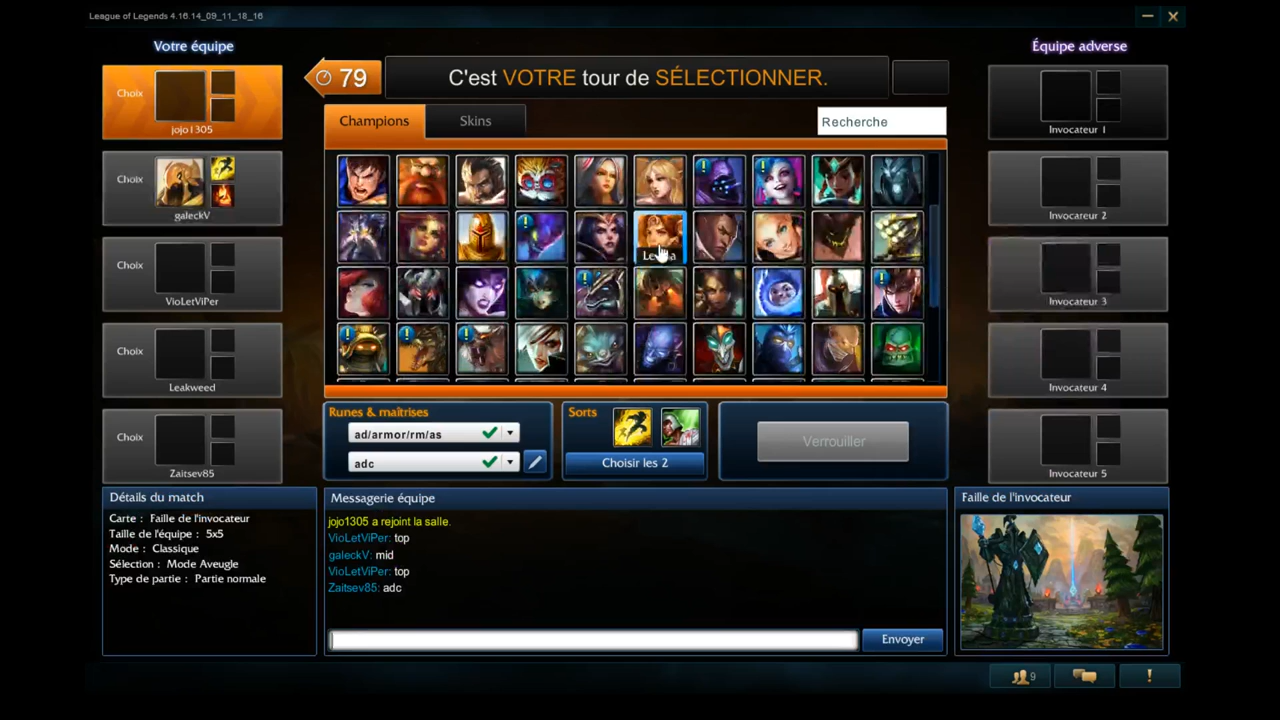 League of Legends 4.16.14_09_11_18_16
Votre équipe
Équipe adverse
79
C'est VOTRE tour de SÉLECTIONNER.
Champions
Skins
Recherche
Choix
jojo1305
Choix
galeckV
Choix
VioLetViPer
Choix
Leakweed
Choix
Zaitsev85
Invocateur 1
Invocateur 2
Invocateur 3
Invocateur 4
Invocateur 5
Runes & maîtrises
ad/armor/rm/as
adc
Sorts
Choisir les 2
Verrouiller
Détails du match
Carte : Faille de l'invocateur
Taille de l'équipe : 5x5
Mode : Classique
Sélection : Mode Aveugle
Type de partie : Partie normale
Messagerie équipe
jojo1305 a rejoint la salle.
VioLetViPer: top
galeckV: mid
VioLetViPer: top
Zaitsev85: adc
Envoyer
Faille de l'invocateur
9